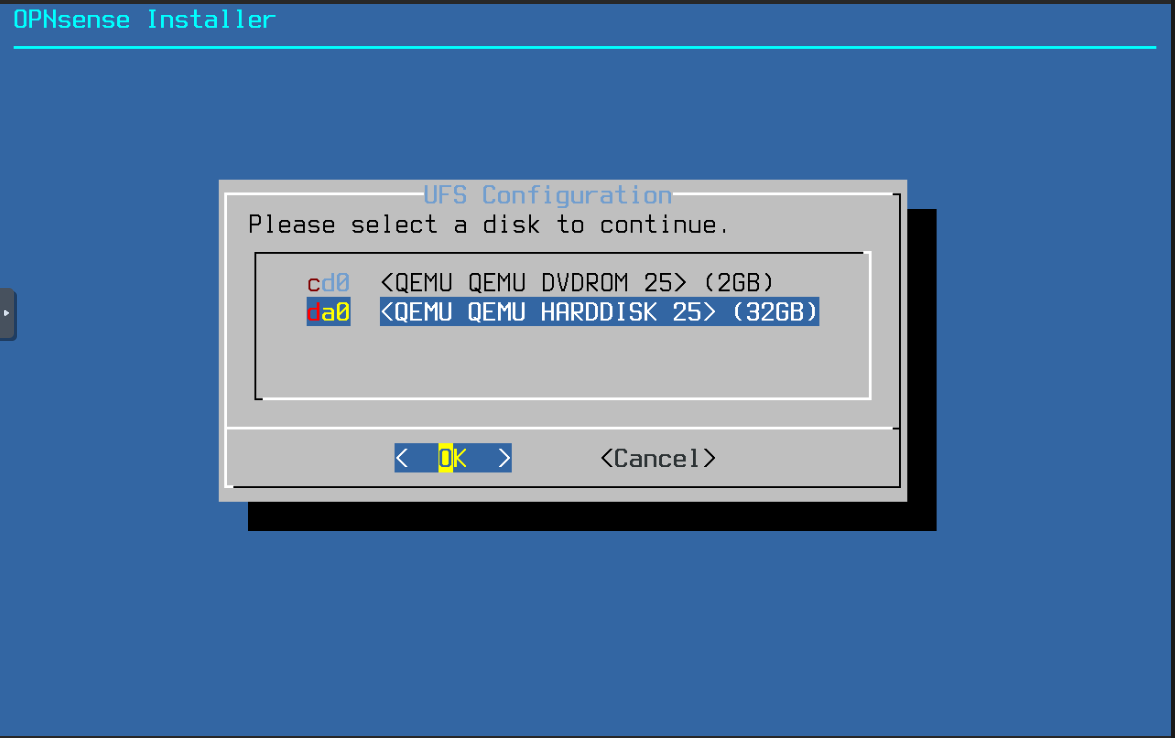 OPNsense Installer
UFS Configuration
Please select a disk to continue.
cd0 <QEMU QEMU DVDROM 25> (2GB)
da0 <QEMU QEMU HARDDISK 25> (32GB)
< OK > <Cancel>